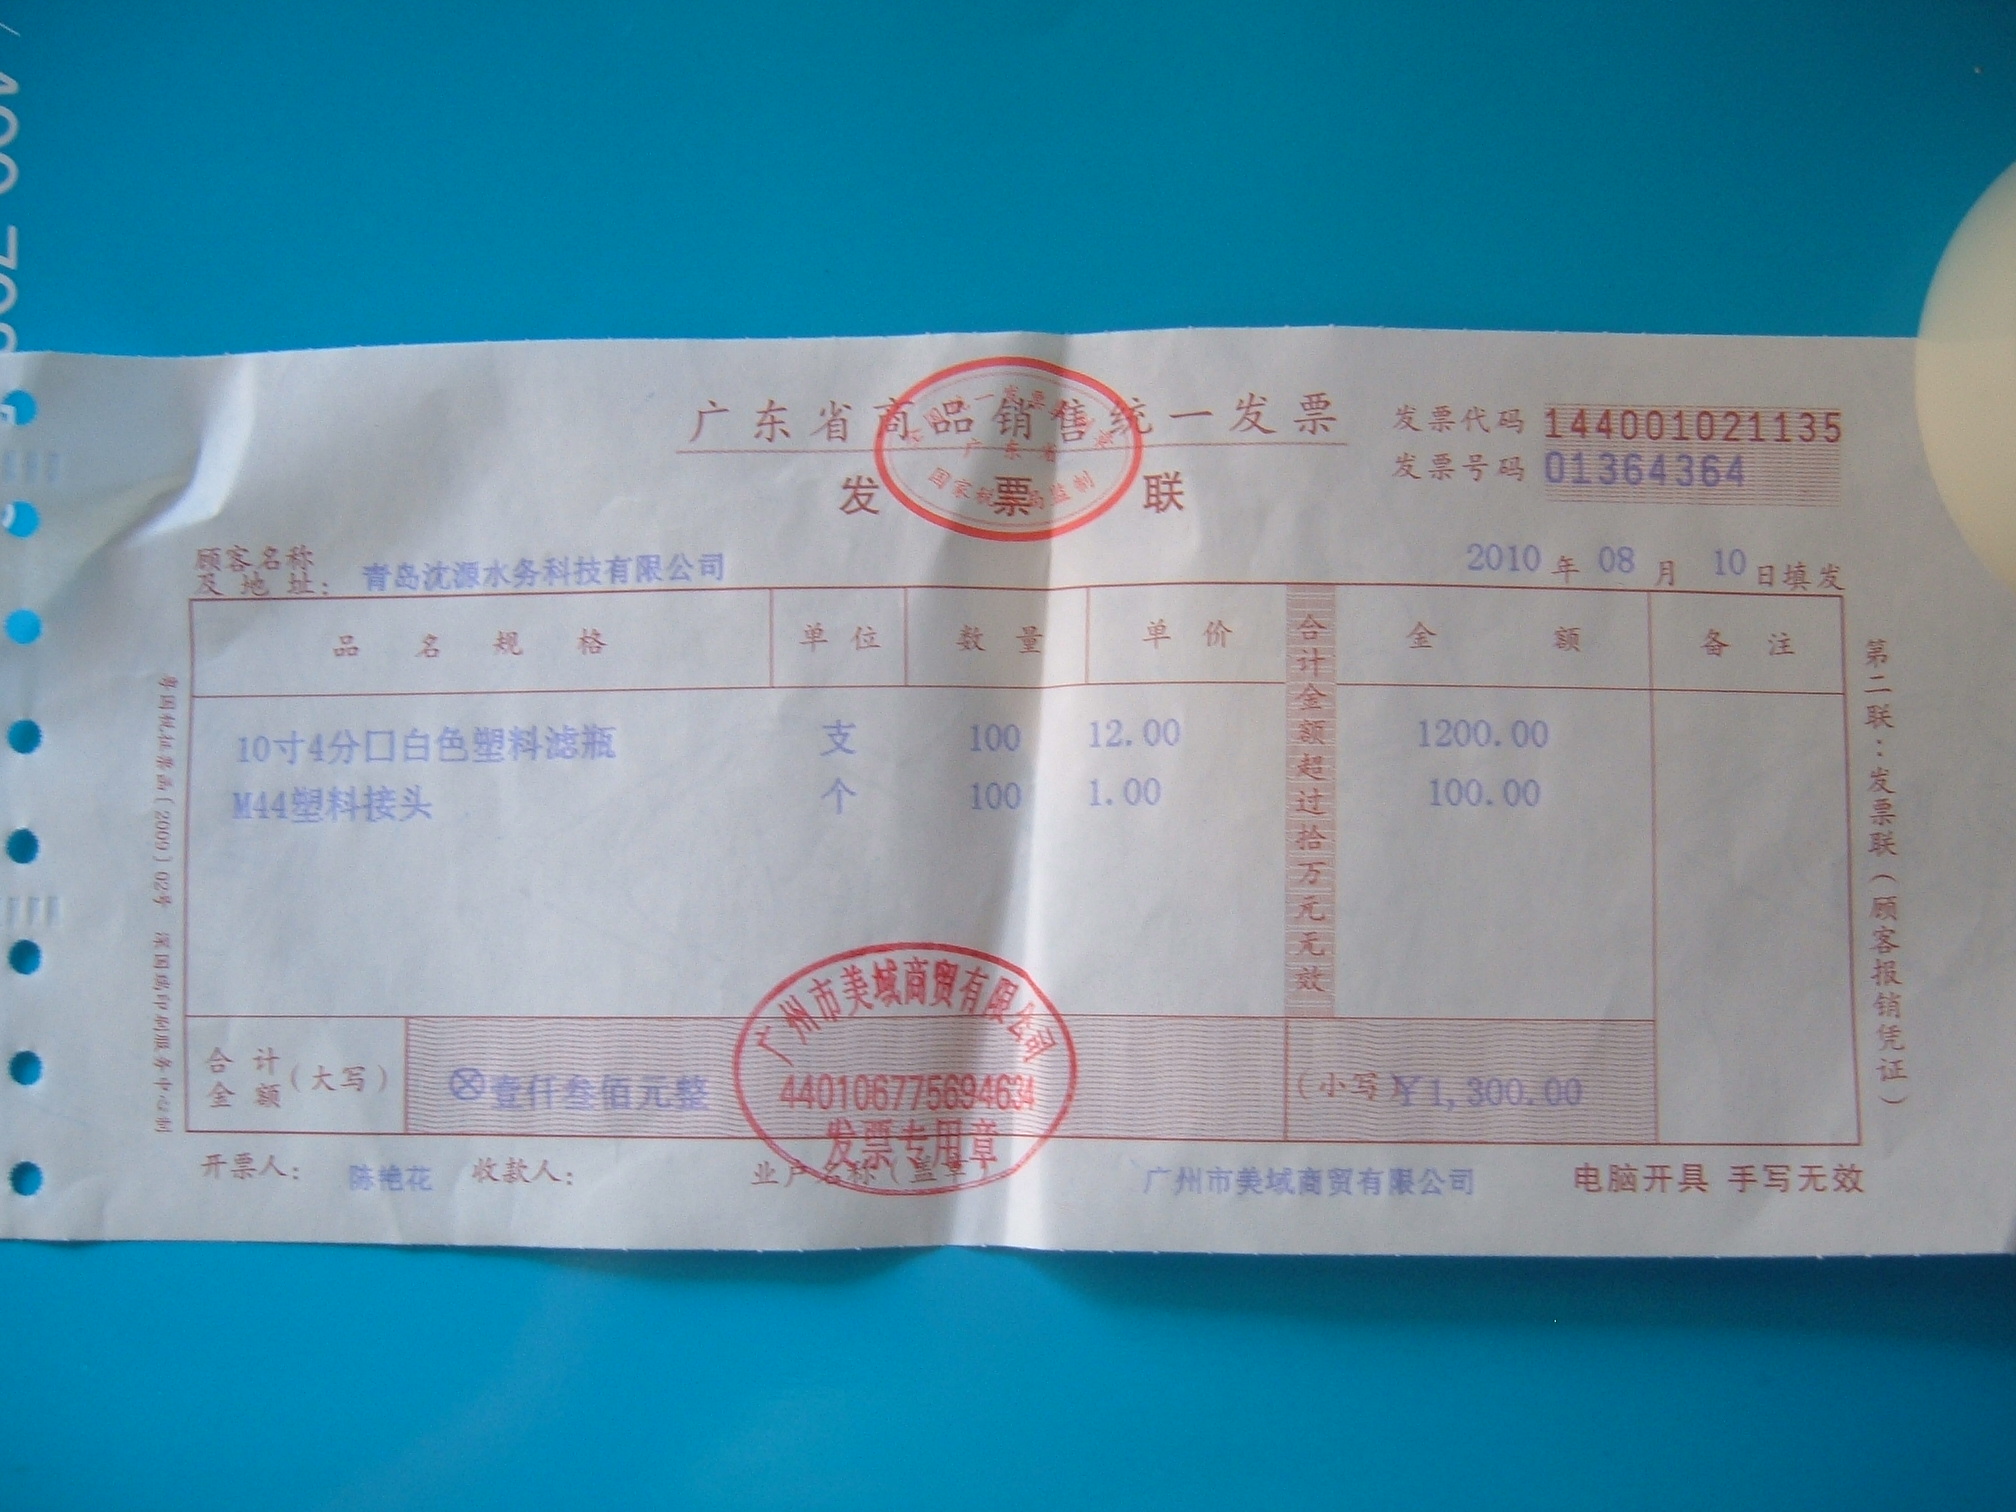 广东省商品销售统一发票
发票联
发票代码 144001021135
发票号码 01364364
国家税 局监制
广东省
顾客名称
及地址： 青岛沈源水务科技有限公司
2010 年 08 月 10 日填发
品名规格 单位 数量 单价 金额 备注
10寸4分口白色塑料滤瓶 支 100 12.00 1200.00
M44塑料接头 个 100 1.00 100.00
合计金额超过拾万元无效
合计金额（大写） ⊗壹仟叁佰元整 （小写）¥1,300.00
广州市美域商贸有限公司
440106775694634
发票专用章
开票人： 陈艳花 收款人： 业户名称（盖章） 广州市美域商贸有限公司 电脑开具 手写无效
第二联：发票联（顾客报销凭证）